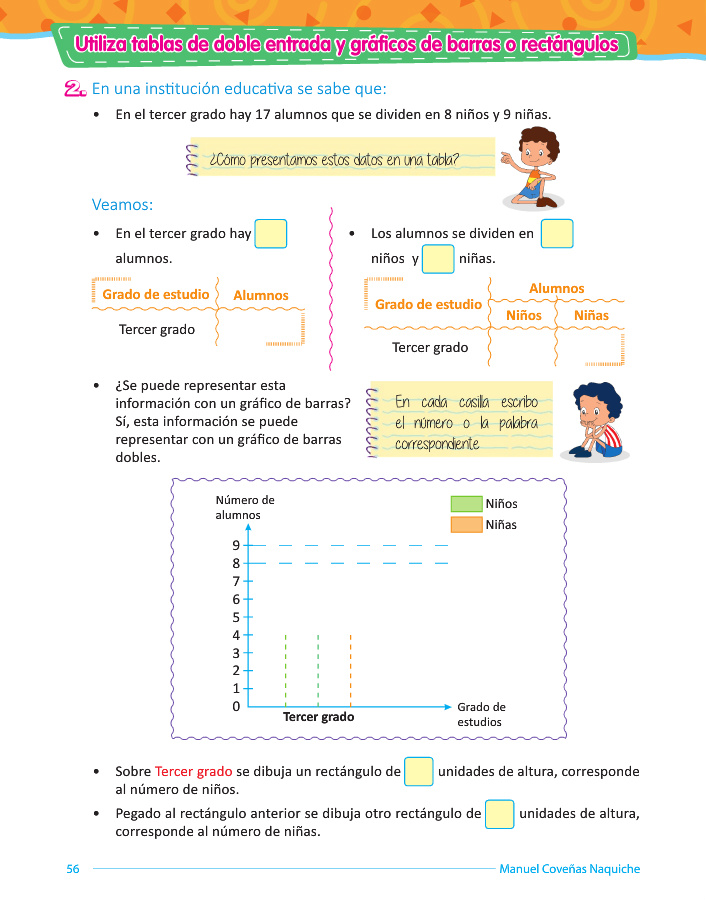 Utiliza tablas de doble entrada y gráficos de barras o rectángulos
2. En una institución educativa se sabe que:
• En el tercer grado hay 17 alumnos que se dividen en 8 niños y 9 niñas.
¿Cómo presentamos estos datos en una tabla?
Veamos:
• En el tercer grado hay
alumnos.
Grado de estudio Alumnos
Tercer grado
• Los alumnos se dividen en
niños y niñas.
Alumnos
Grado de estudio
Niños Niñas
Tercer grado
• ¿Se puede representar esta
información con un gráfico de barras?
Sí, esta información se puede
representar con un gráfico de barras
dobles.
En cada casilla escribo
el número o la palabra
correspondiente
Número de
alumnos
Niños
Niñas
9
8
7
6
5
4
3
2
1
0
Tercer grado
Grado de
estudios
• Sobre Tercer grado se dibuja un rectángulo de unidades de altura, corresponde
al número de niños.
• Pegado al rectángulo anterior se dibuja otro rectángulo de unidades de altura,
corresponde al número de niñas.
56 Manuel Coveñas Naquiche